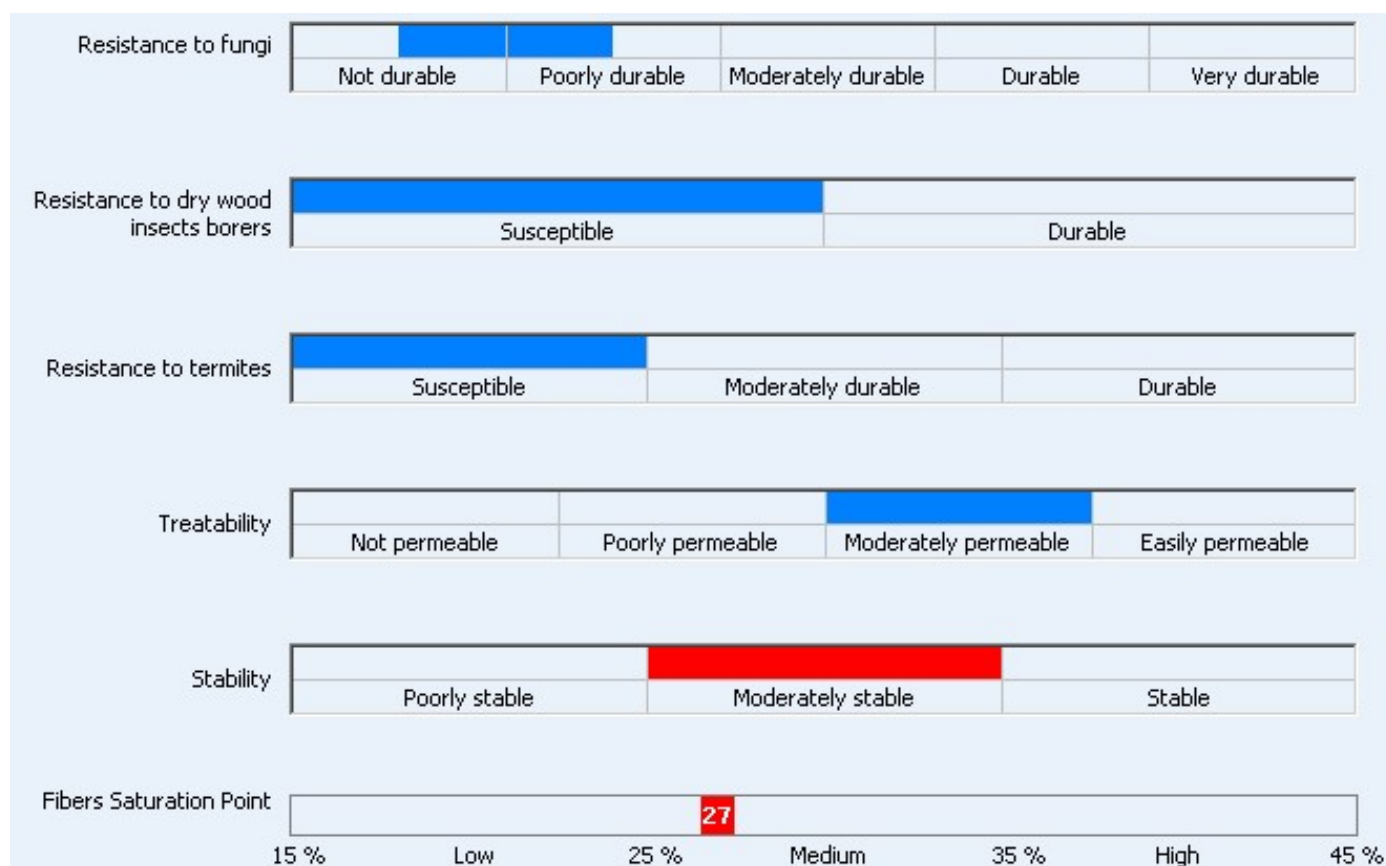 Resistance to fungi
Not durable Poorly durable Moderately durable Durable Very durable
Resistance to dry wood
insects borers
Susceptible Durable
Resistance to termites
Susceptible Moderately durable Durable
Treatability
Not permeable Poorly permeable Moderately permeable Easily permeable
Stability
Poorly stable Moderately stable Stable
Fibers Saturation Point
27
15 % Low 25 % Medium 35 % High 45 %